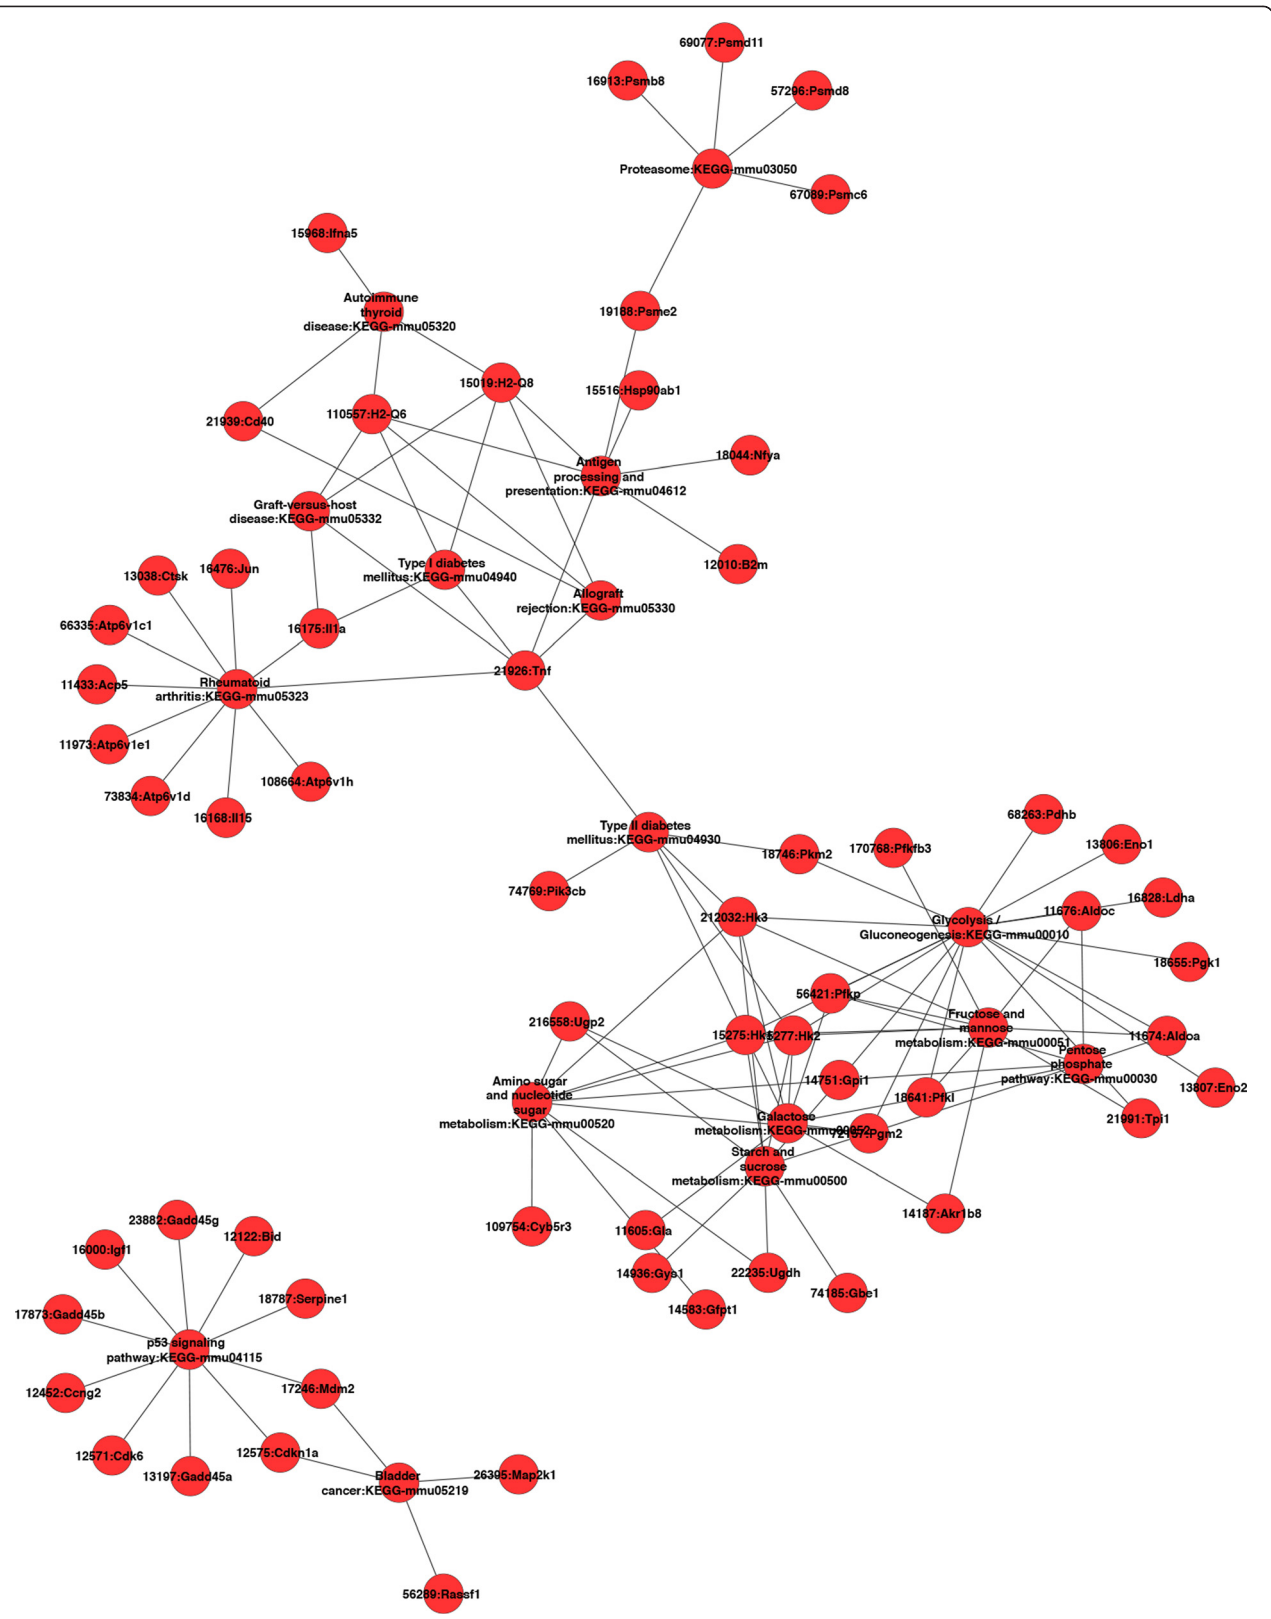 69077:Psmd11
16913:Psmb8
57296:Psmd8
Proteasome:KEGG-mmu03050
67089:Psmc6
15968:Ifna5
Autoimmune
thyroid
disease:KEGG-mmu05320
19188:Psme2
15019:H2-Q8
15516:Hsp90ab1
110557:H2-Q6
21939:Cd40
18044:Nfya
Antigen
processing and
presentation:KEGG-mmu04612
Graft-versus-host
disease:KEGG-mmu05332
12010:B2m
Type I diabetes
mellitus:KEGG-mmu04940
16476:Jun
13038:Ctsk
Allograft
rejection:KEGG-mmu05330
66335:Atp6v1c1
16175:Il1a
21926:Tnf
11433:Acp5
Rheumatoid
arthritis:KEGG-mmu05323
11973:Atp6v1e1
108664:Atp6v1h
73834:Atp6v1d
16168:Il15
Type II diabetes
mellitus:KEGG-mmu04930
68263:Pdhb
13806:Eno1
18746:Pkm2
170768:Pfkfb3
74769:Pik3cb
16828:Ldha
212032:Hk3
11676:Aldoc
Glycolysis /
Gluconeogenesis:KEGG-mmu00010
18655:Pgk1
56421:Pfkp
216558:Ugp2
Fructose and
mannose
metabolism:KEGG-mmu00051
15275:Hk1
15277:Hk2
11674:Aldoa
Pentose
phosphate
pathway:KEGG-mmu00030
14751:Gpi1
13807:Eno2
Amino sugar
and nucleotide
sugar
metabolism:KEGG-mmu00520
18641:Pfkl
21991:Tpi1
Galactose
metabolism:KEGG-mmu00052
72157:Pgm2
Starch and
sucrose
metabolism:KEGG-mmu00500
14187:Akr1b8
109754:Cyb5r3
11605:Gla
14936:Gys1
22235:Ugdh
74185:Gbe1
14583:Gfpt1
23882:Gadd45g
12122:Bid
16000:Igf1
18787:Serpine1
17873:Gadd45b
p53 signaling
pathway:KEGG-mmu04115
12452:Ccng2
17246:Mdm2
12571:Cdk6
12575:Cdkn1a
13197:Gadd45a
26395:Map2k1
Bladder
cancer:KEGG-mmu05219
56289:Rassf1